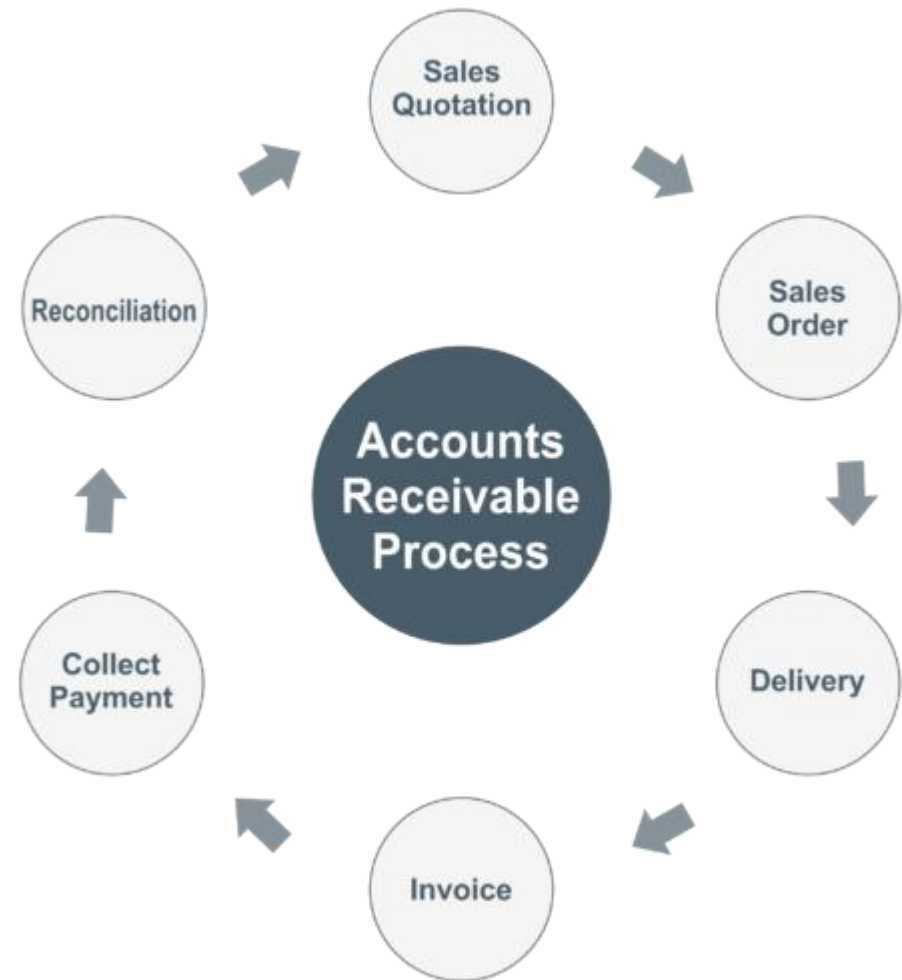 Sales
Quotation
Sales
Order
Delivery
Invoice
Collect
Payment
Reconciliation
Accounts
Receivable
Process